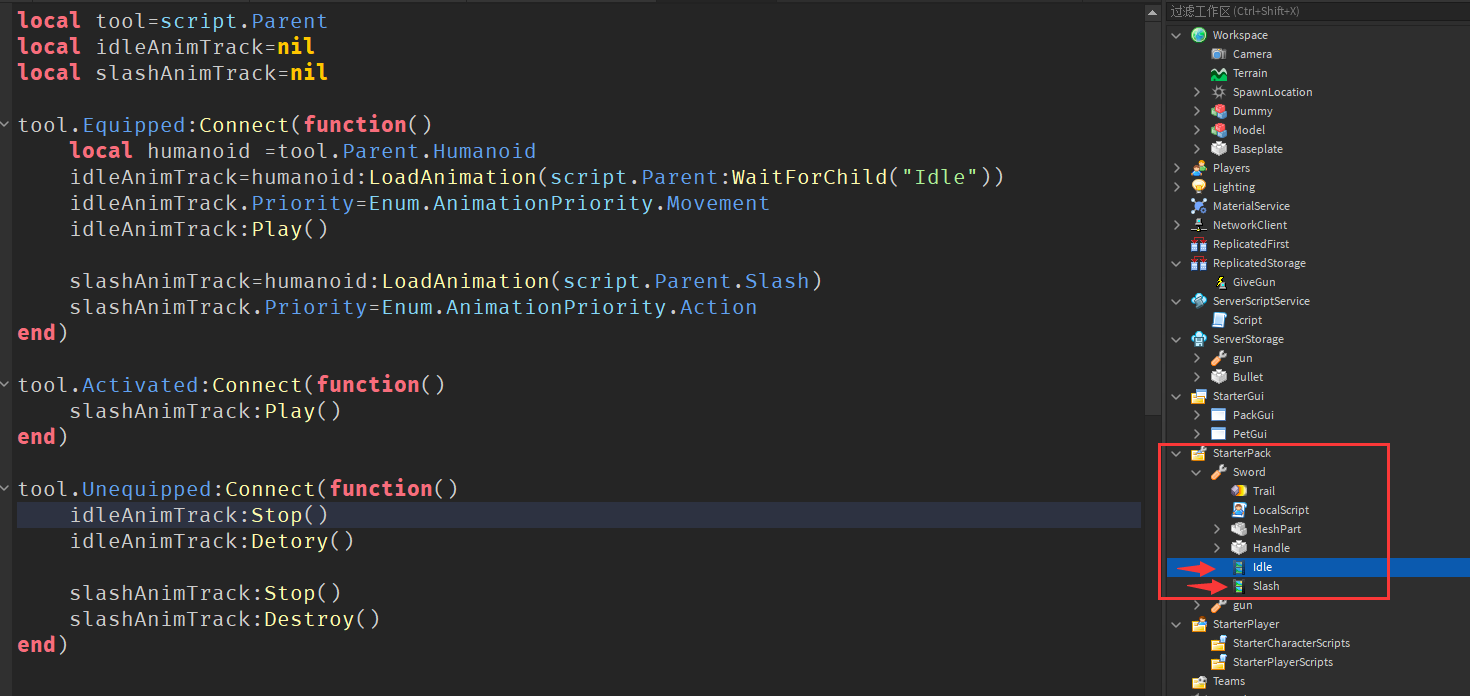 local tool=script.Parent
local idleAnimTrack=nil
local slashAnimTrack=nil
tool.Equipped:Connect(function()
local humanoid =tool.Parent.Humanoid
idleAnimTrack=humanoid:LoadAnimation(script.Parent:WaitForChild("Idle"))
idleAnimTrack.Priority=Enum.AnimationPriority.Movement
idleAnimTrack:Play()
slashAnimTrack=humanoid:LoadAnimation(script.Parent.Slash)
slashAnimTrack.Priority=Enum.AnimationPriority.Action
end)
tool.Activated:Connect(function()
slashAnimTrack:Play()
end)
tool.Unequipped:Connect(function()
idleAnimTrack:Stop()
idleAnimTrack:Detory()
slashAnimTrack:Stop()
slashAnimTrack:Destroy()
end)
过滤工作区 (Ctrl+Shift+X)
Workspace
Camera
Terrain
SpawnLocation
Dummy
Model
Baseplate
Players
Lighting
MaterialService
NetworkClient
ReplicatedFirst
ReplicatedStorage
GiveGun
ServerScriptService
Script
ServerStorage
gun
Bullet
StarterGui
PackGui
PetGui
StarterPack
Sword
Trail
LocalScript
MeshPart
Handle
Idle
Slash
gun
StarterPlayer
StarterCharacterScripts
StarterPlayerScripts
Teams